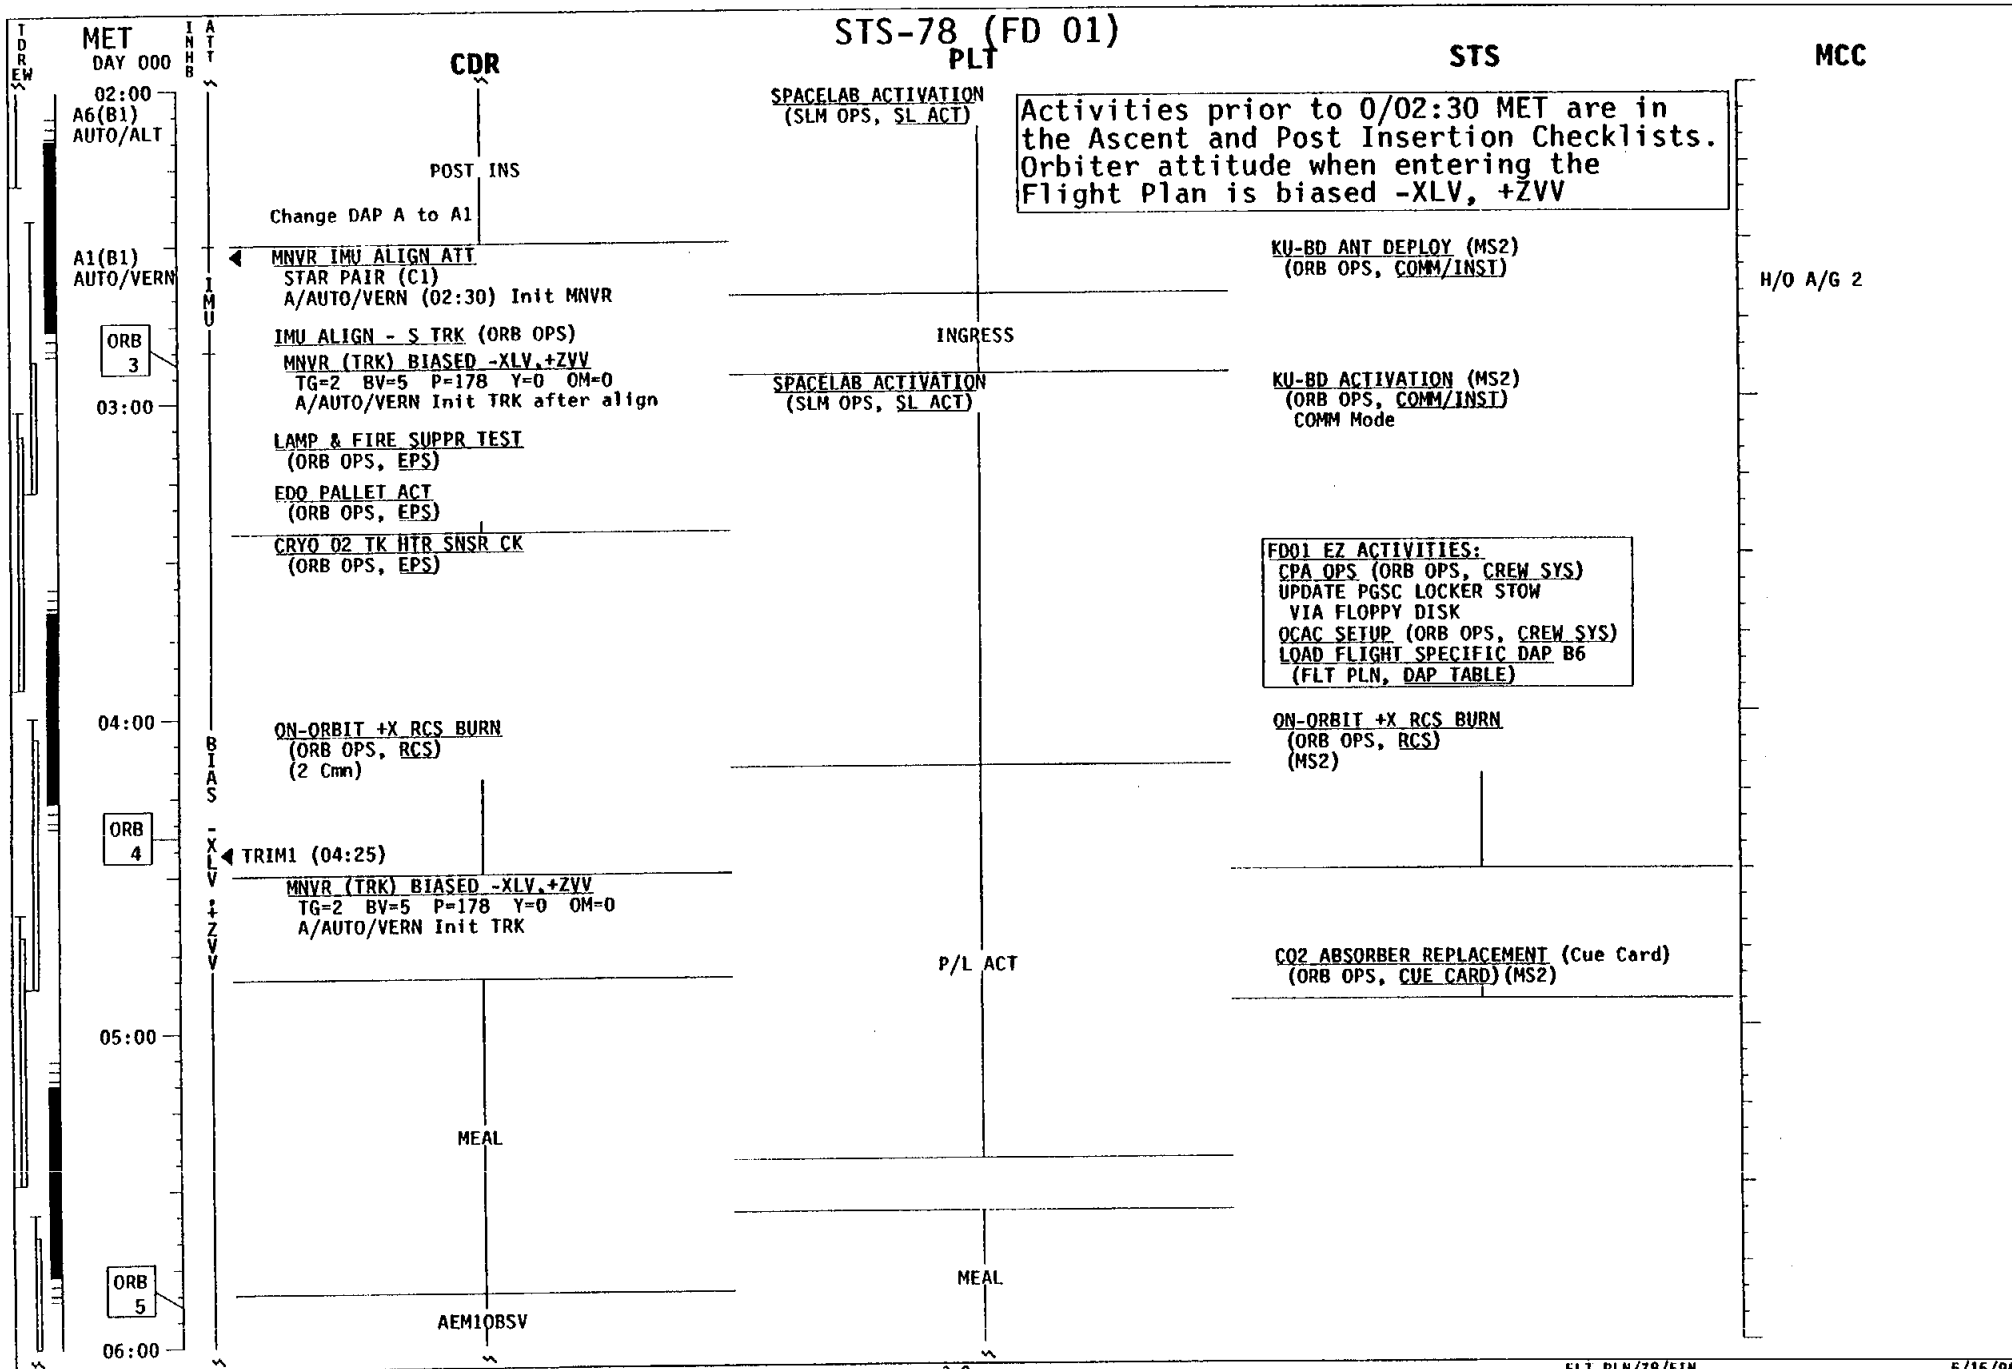 STS-78 (FD 01)
TDRS
E W
MET
DAY 000
INHB
ATT
CDR
PLT
STS
MCC
02:00
A6(B1)
AUTO/ALT
POST INS
Change DAP A to A1
SPACELAB ACTIVATION
(SLM OPS, SL ACT)
Activities prior to 0/02:30 MET are in
the Ascent and Post Insertion Checklists.
Orbiter attitude when entering the
Flight Plan is biased -XLV, +ZVV
A1(B1)
AUTO/VERN
IMU
MNVR IMU ALIGN ATT
STAR PAIR (C1)
A/AUTO/VERN (02:30) Init MNVR
KU-BD ANT DEPLOY (MS2)
(ORB OPS, COMM/INST)
H/O A/G 2
ORB
3
IMU ALIGN - S TRK (ORB OPS)
MNVR (TRK) BIASED -XLV,+ZVV
TG=2 BV=5 P=178 Y=0 OM=0
A/AUTO/VERN Init TRK after align
INGRESS
SPACELAB ACTIVATION
(SLM OPS, SL ACT)
KU-BD ACTIVATION (MS2)
(ORB OPS, COMM/INST)
COMM Mode
03:00
LAMP & FIRE SUPPR TEST
(ORB OPS, EPS)
EDO PALLET ACT
(ORB OPS, EPS)
CRYO O2 TK HTR SNSR CK
(ORB OPS, EPS)
FD01 EZ ACTIVITIES:
CPA OPS (ORB OPS, CREW SYS)
UPDATE PGSC LOCKER STOW
VIA FLOPPY DISK
OCAC SETUP (ORB OPS, CREW SYS)
LOAD FLIGHT SPECIFIC DAP B6
(FLT PLN, DAP TABLE)
04:00
BIAS -XLV,+ZVV
ON-ORBIT +X RCS BURN
(ORB OPS, RCS)
(2 Cmn)
ON-ORBIT +X RCS BURN
(ORB OPS, RCS)
(MS2)
ORB
4
TRIM1 (04:25)
MNVR (TRK) BIASED -XLV,+ZVV
TG=2 BV=5 P=178 Y=0 OM=0
A/AUTO/VERN Init TRK
P/L ACT
CO2 ABSORBER REPLACEMENT (Cue Card)
(ORB OPS, CUE CARD)(MS2)
05:00
MEAL
MEAL
ORB
5
AEM1OBSV
06:00
FLT PLN/78/FIN